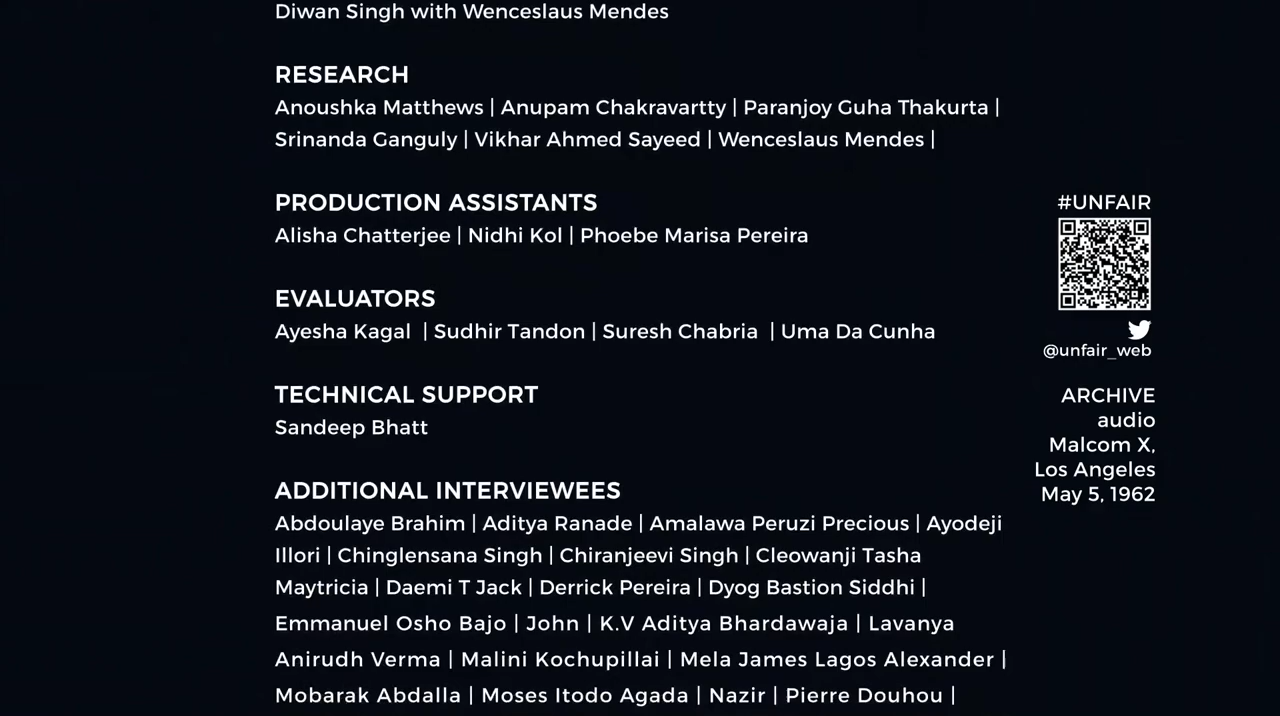 Diwan Singh with Wenceslaus Mendes
RESEARCH
Anoushka Matthews | Anupam Chakravartty | Paranjoy Guha Thakurta |
Srinanda Ganguly | Vikhar Ahmed Sayeed | Wenceslaus Mendes |
PRODUCTION ASSISTANTS
Alisha Chatterjee | Nidhi Kol | Phoebe Marisa Pereira
EVALUATORS
Ayesha Kagal | Sudhir Tandon | Suresh Chabria | Uma Da Cunha
TECHNICAL SUPPORT
Sandeep Bhatt
ADDITIONAL INTERVIEWEES
Abdoulaye Brahim | Aditya Ranade | Amalawa Peruzi Precious | Ayodeji
Illori | Chinglensana Singh | Chiranjeevi Singh | Cleowanji Tasha
Maytricia | Daemi T Jack | Derrick Pereira | Dyog Bastion Siddhi |
Emmanuel Osho Bajo | John | K.V Aditya Bhardawaja | Lavanya
Anirudh Verma | Malini Kochupillai | Mela James Lagos Alexander |
Mobarak Abdalla | Moses Itodo Agada | Nazir | Pierre Douhou |
#UNFAIR
@unfair_web
ARCHIVE
audio
Malcom X,
Los Angeles
May 5, 1962